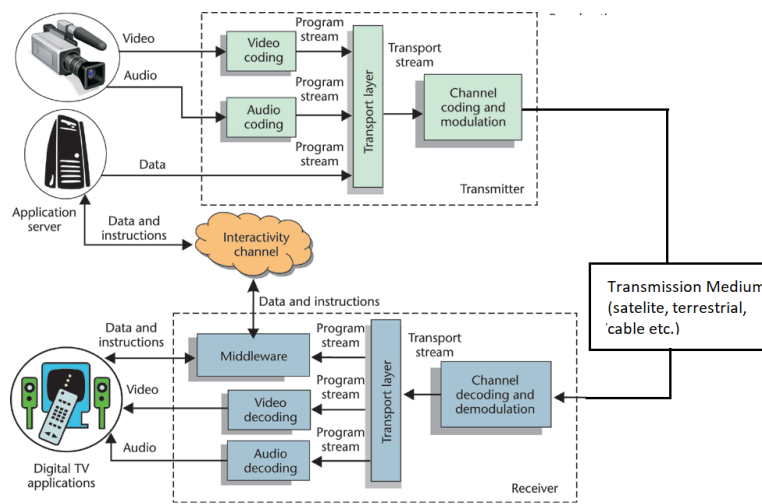 Video
Audio
Video
coding
Audio
coding
Program
stream
Program
stream
Program
stream
Transport layer
Transport
stream
Channel
coding and
modulation
Transmitter
Data
Application
server
Data and
instructions
Interactivity
channel
Data and instructions
Transmission Medium
(satelite, terrestrial,
cable etc.)
Data and
instructions
Middleware
Program
stream
Transport layer
Transport
stream
Channel
decoding and
demodulation
Video
Video
decoding
Program
stream
Audio
Audio
decoding
Program
stream
Digital TV
applications
Receiver